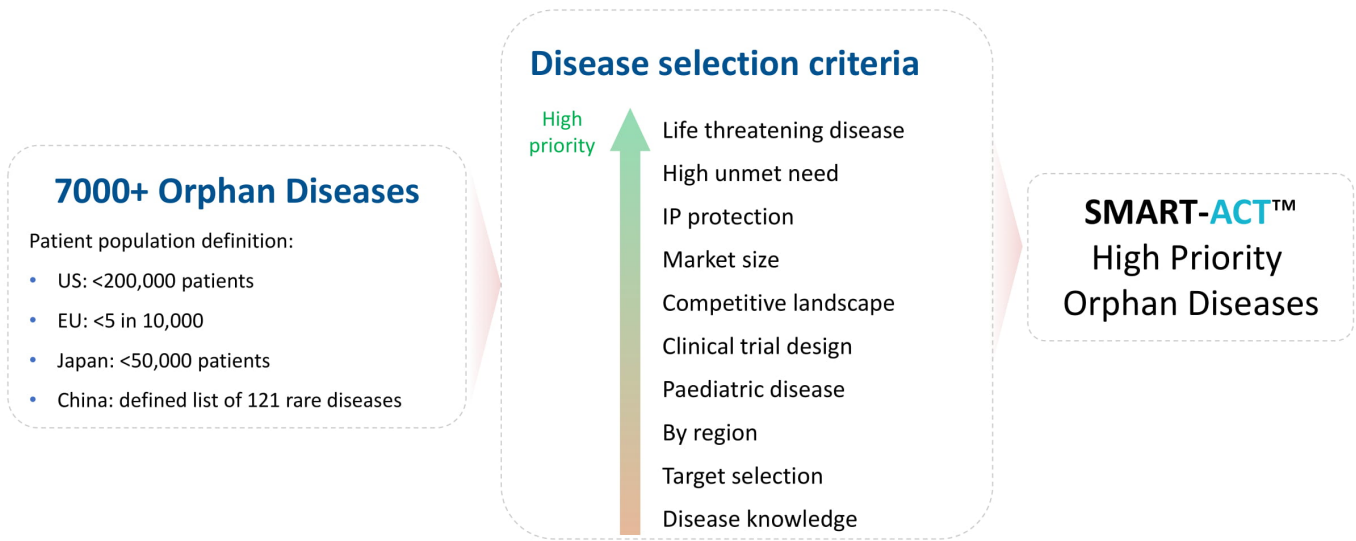 7000+ Orphan Diseases
Patient population definition:
• US: <200,000 patients
• EU: <5 in 10,000
• Japan: <50,000 patients
• China: defined list of 121 rare diseases
Disease selection criteria
High
priority
Life threatening disease
High unmet need
IP protection
Market size
Competitive landscape
Clinical trial design
Paediatric disease
By region
Target selection
Disease knowledge
SMART-ACT™
High Priority
Orphan Diseases